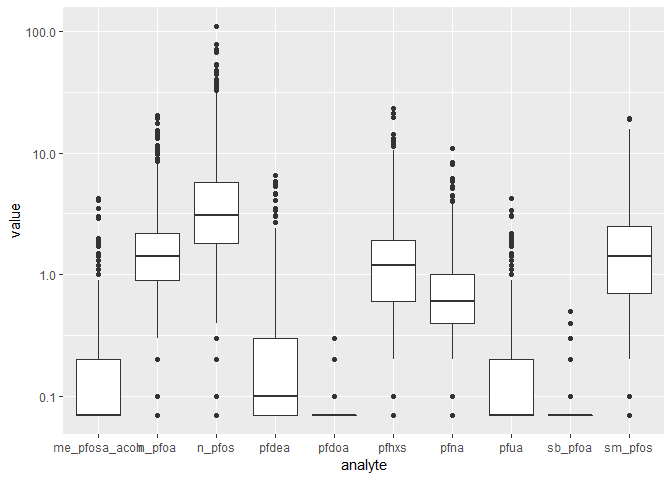 100.0
10.0
1.0
0.1
value
me_pfosa_acoh n_pfoa n_pfos pfdea pfdoa pfhxs pfna pfua sb_pfoa sm_pfos
analyte